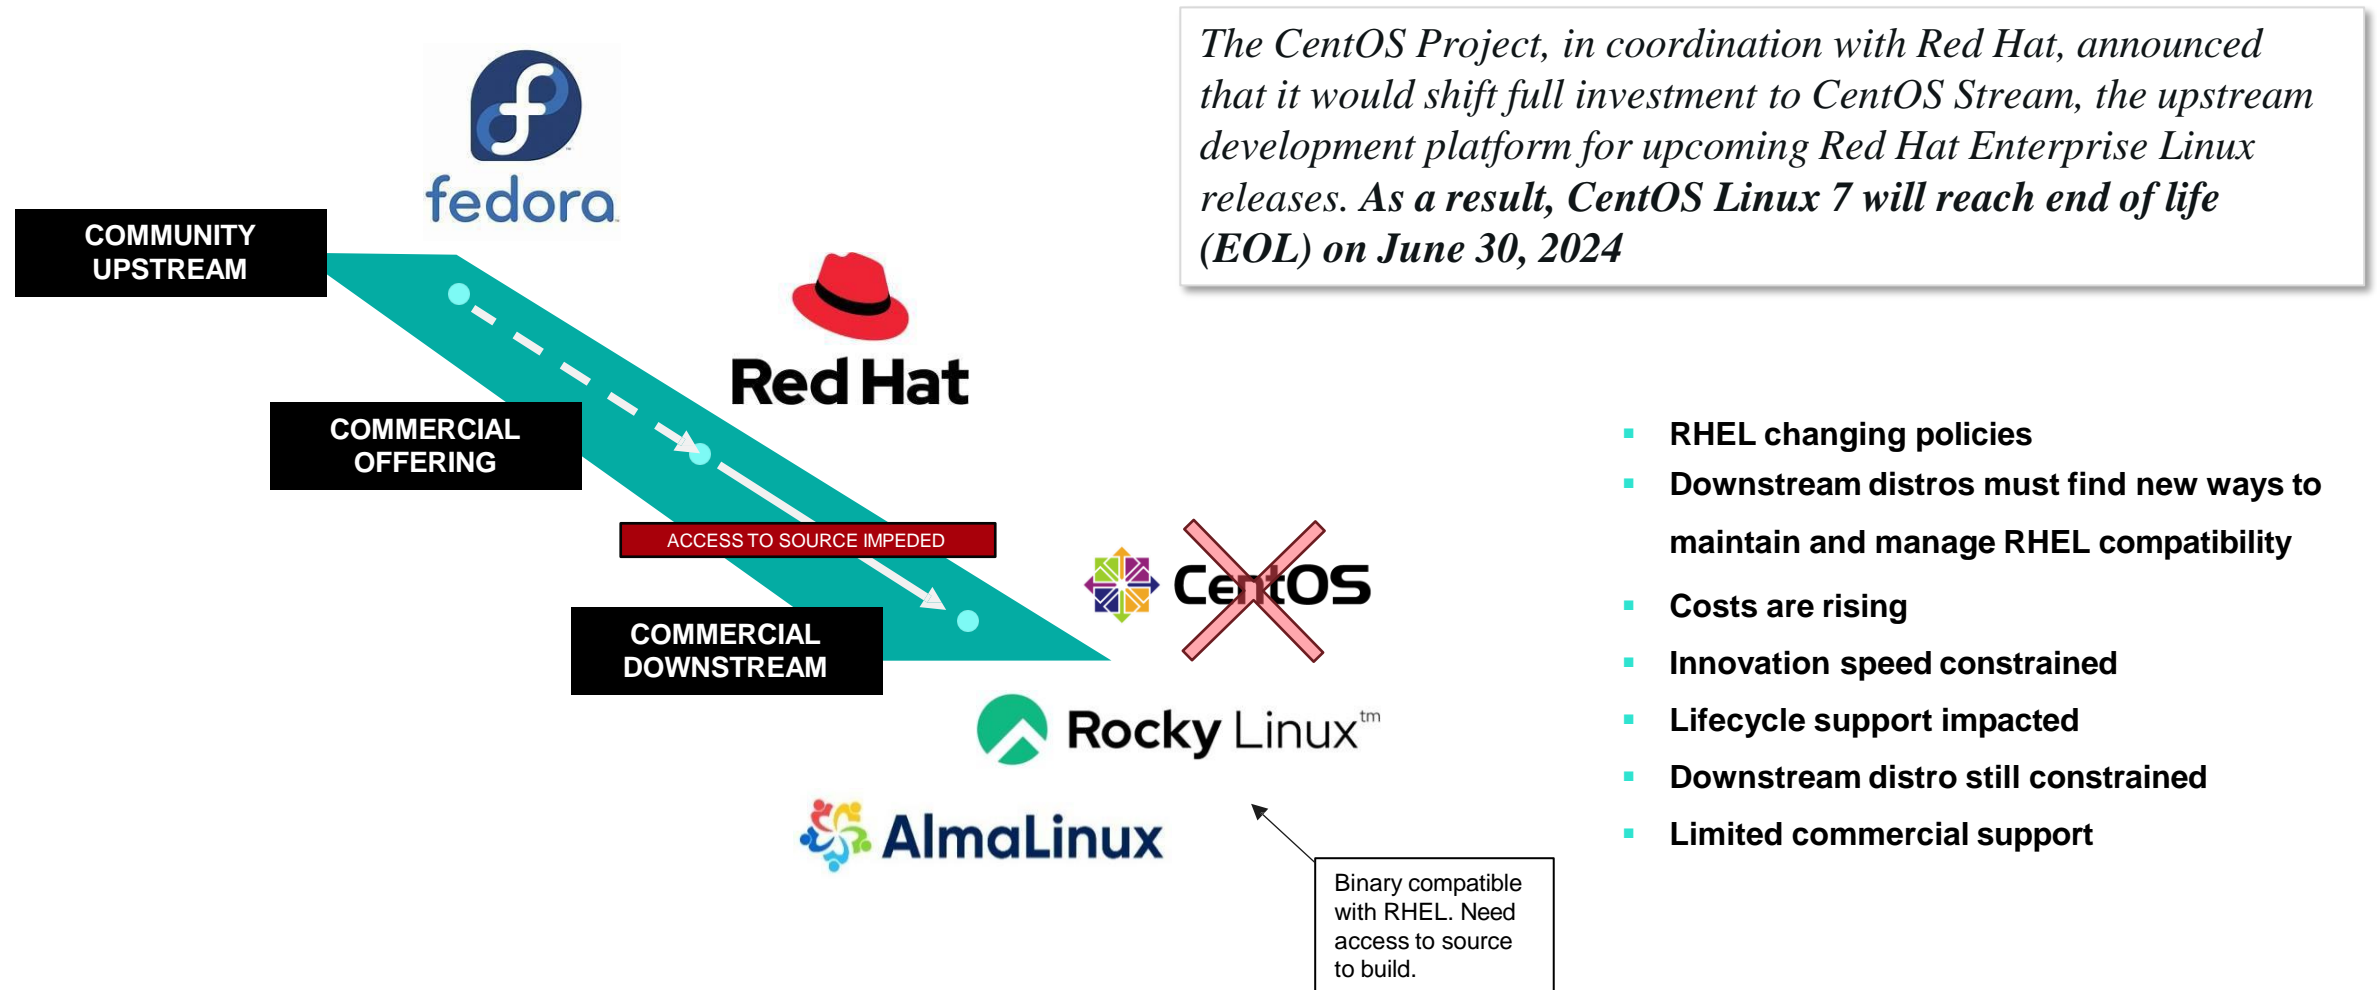 The CentOS Project, in coordination with Red Hat, announced
that it would shift full investment to CentOS Stream, the upstream
development platform for upcoming Red Hat Enterprise Linux
releases. As a result, CentOS Linux 7 will reach end of life
(EOL) on June 30, 2024
fedora
COMMUNITY
UPSTREAM
Red Hat
COMMERCIAL
OFFERING
ACCESS TO SOURCE IMPEDED
CentOS
COMMERCIAL
DOWNSTREAM
Rocky Linux™
AlmaLinux
Binary compatible
with RHEL. Need
access to source
to build.
RHEL changing policies
Downstream distros must find new ways to
maintain and manage RHEL compatibility
Costs are rising
Innovation speed constrained
Lifecycle support impacted
Downstream distro still constrained
Limited commercial support